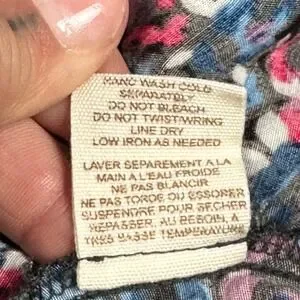 HAND WASH COLD
SEPARATELY
DO NOT BLEACH
DO NOT TWIST/WRING
LINE DRY
LOW IRON AS NEEDED
LAVER SEPAREMENT A LA
MAIN A L'EAU FROIDE
NE PAS BLANCIR
NE PAS TORDE OU ESSORER
SUSPENDRE POUR SECHER
REPASSER, AU BESOIN, A
TRES BASSE TEMPERATURE